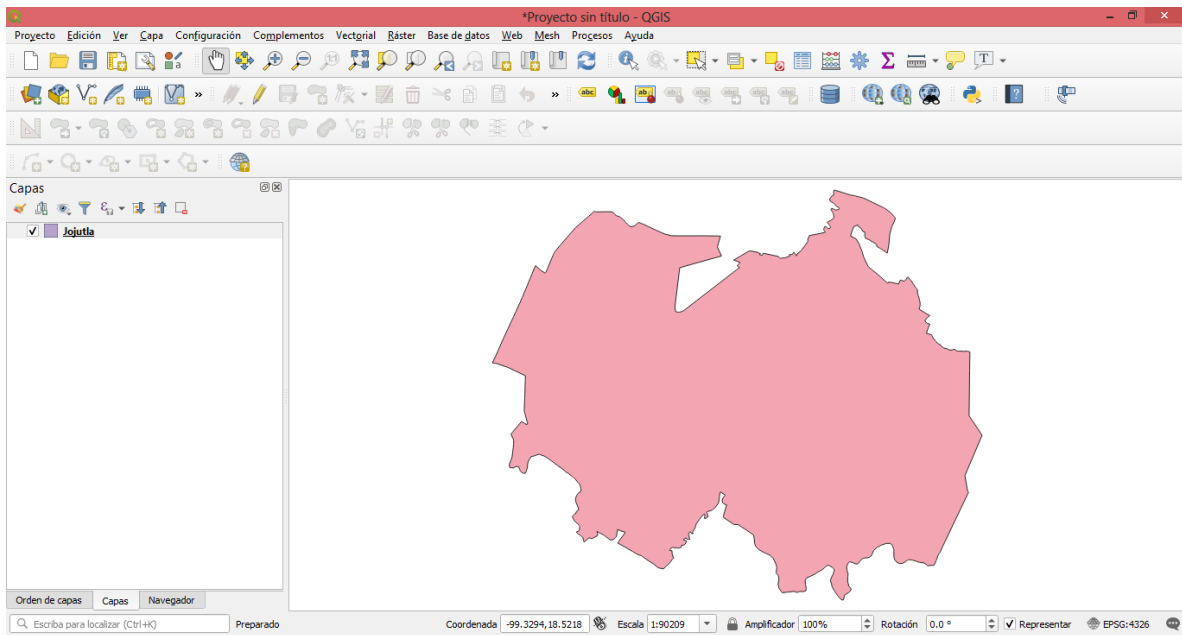 *Proyecto sin título - QGIS
Proyecto Edición Ver Capa Configuración Complementos Vectorial Ráster Base de datos Web Mesh Procesos Ayuda
Capas
Jojutla
Orden de capas Capas Navegador
Escriba para localizar (Ctrl+K) Preparado Coordenada -99.3294,18.5218 Escala 1:90209 Amplificador 100% Rotación 0.0 ° Representar EPSG:4326